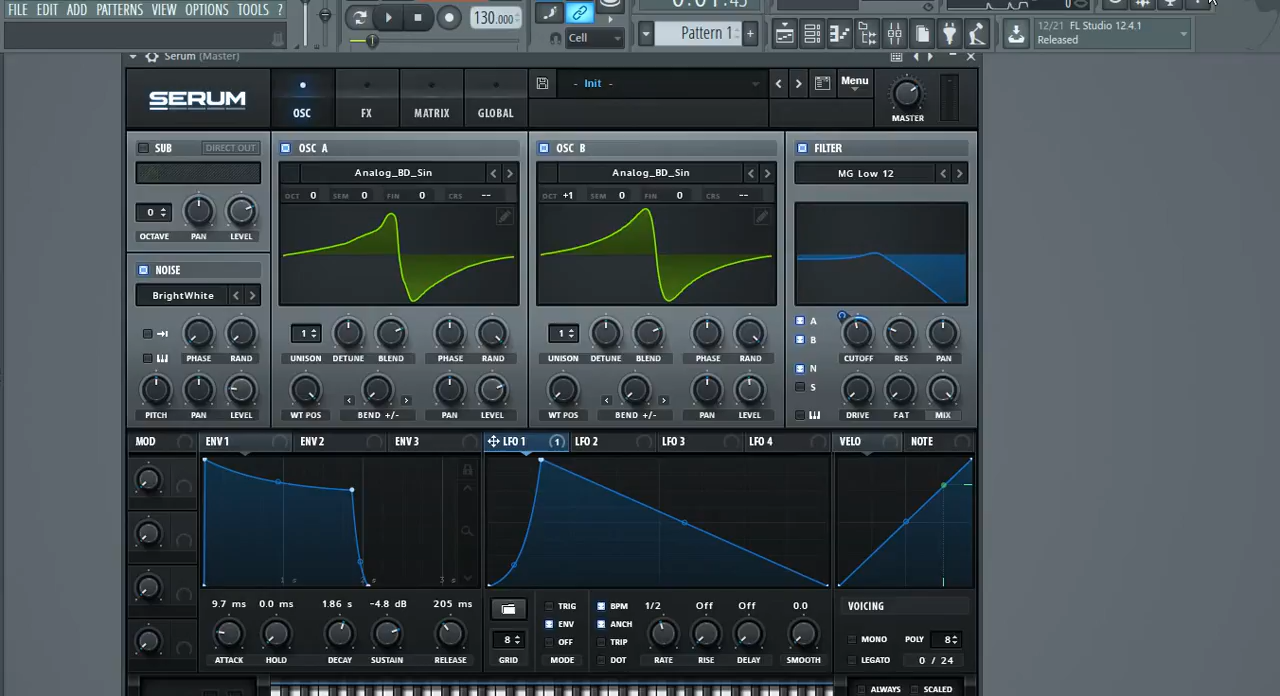 FILE EDIT ADD PATTERNS VIEW OPTIONS TOOLS ?
130.000
Cell
Pattern 1
12/21 FL Studio 12.4.1
Released
Serum (Master)
SERUM
OSC FX MATRIX GLOBAL
- Init -
Menu
MASTER
SUB DIRECT OUT
0
OCTAVE PAN LEVEL
NOISE
BrightWhite
PHASE RAND
PITCH PAN LEVEL
OSC A
Analog_BD_Sin
OCT 0 SEM 0 FIN 0 CRS --
1
UNISON DETUNE BLEND PHASE RAND
WT POS BEND +/- PAN LEVEL
OSC B
Analog_BD_Sin
OCT +1 SEM 0 FIN 0 CRS --
1
UNISON DETUNE BLEND PHASE RAND
WT POS BEND +/- PAN LEVEL
FILTER
MG Low 12
A
B
N
S
CUTOFF RES PAN
DRIVE FAT MIX
MOD ENV 1 ENV 2 ENV 3 LFO 1 1 LFO 2 LFO 3 LFO 4 VELO NOTE
1 s 2 s 3 s
9.7 ms 0.0 ms 1.86 s -4.8 dB 205 ms
ATTACK HOLD DECAY SUSTAIN RELEASE
8
GRID
TRIG
ENV
OFF
MODE
BPM
ANCH
TRIP
DOT
1/2 Off Off 0.0
RATE RISE DELAY SMOOTH
VOICING
MONO POLY 8
LEGATO 0 / 24
ALWAYS SCALED